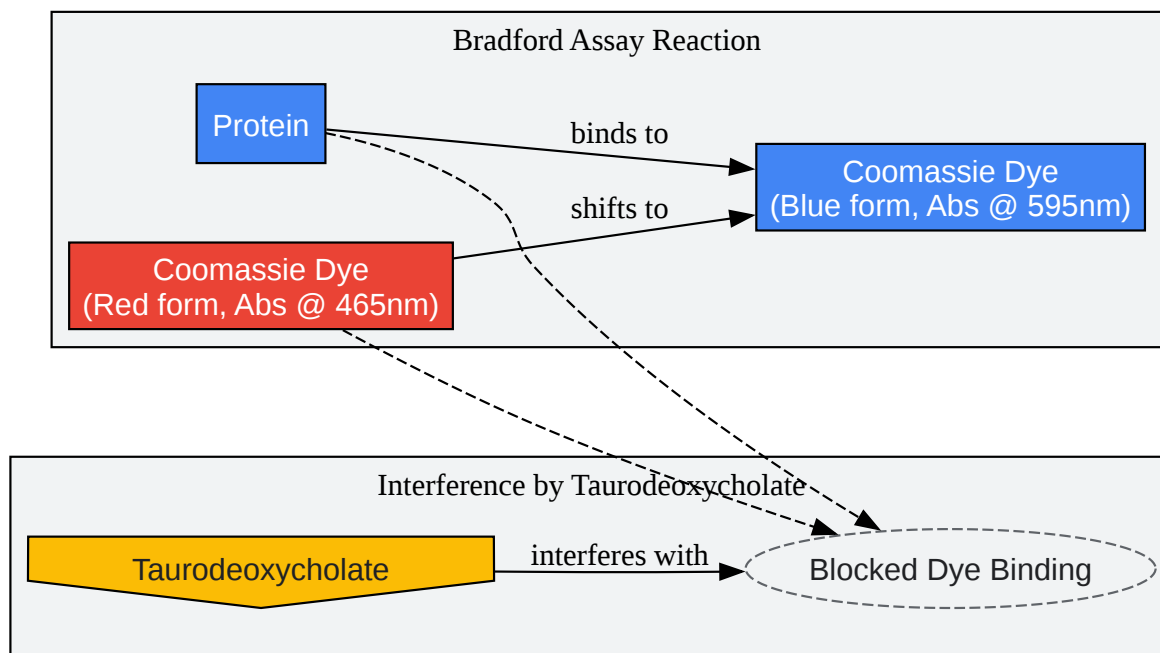 Bradford Assay Reaction
Protein
binds to
Coomassie Dye
(Blue form, Abs @ 595nm)
shifts to
Coomassie Dye
(Red form, Abs @ 465nm)
Interference by Taurodeoxycholate
Taurodeoxycholate
interferes with
Blocked Dye Binding